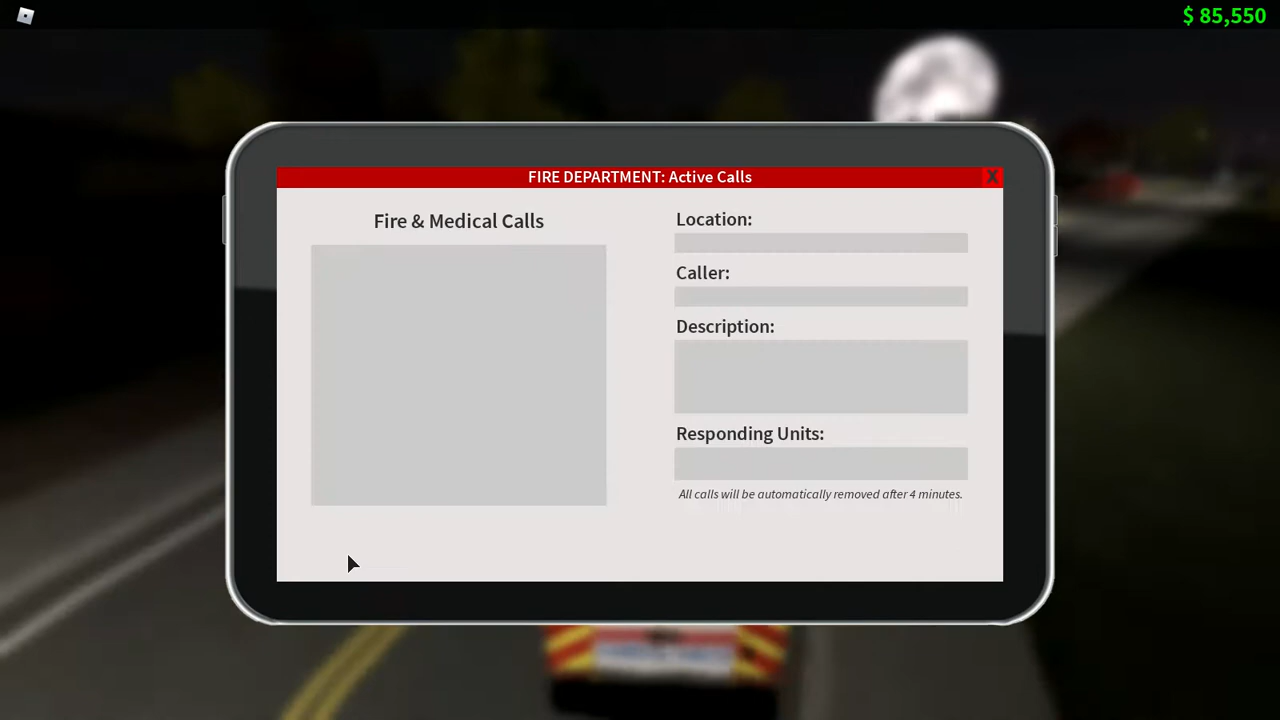 $ 85,550
FIRE DEPARTMENT: Active Calls
X
Fire & Medical Calls
Location:
Caller:
Description:
Responding Units:
All calls will be automatically removed after 4 minutes.